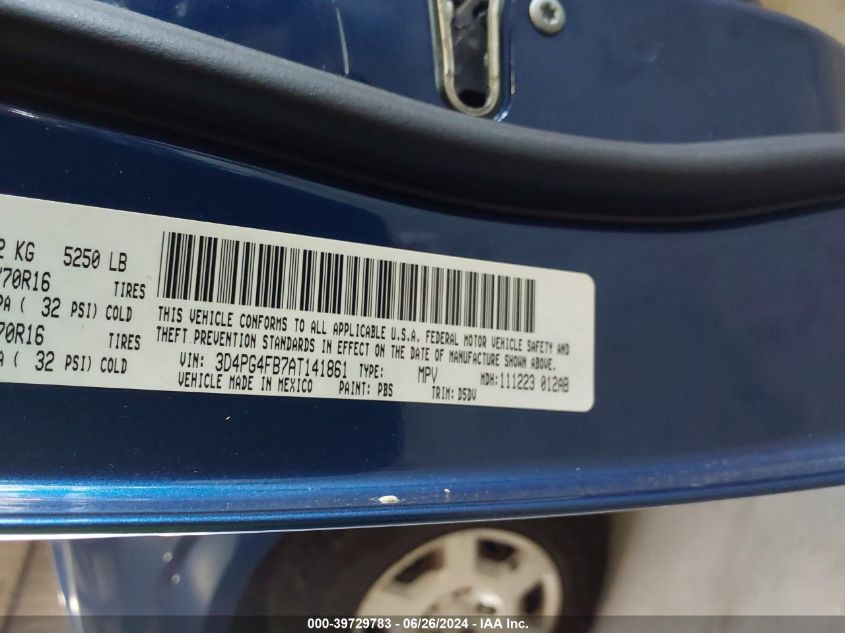 2 KG 5250 LB
/70R16 TIRES
PA ( 32 PSI) COLD
70R16 TIRES
A ( 32 PSI) COLD
THIS VEHICLE CONFORMS TO ALL APPLICABLE U.S.A. FEDERAL MOTOR VEHICLE SAFETY AND
THEFT PREVENTION STANDARDS IN EFFECT ON THE DATE OF MANUFACTURE SHOWN ABOVE.
VIN: 3D4PG4FB7AT141861 TYPE: MPV MDH:111223 012AB
VEHICLE MADE IN MEXICO PAINT: PBS TRIM: D5DV
000-39729783 / 06/26/2024 - IAA Inc.